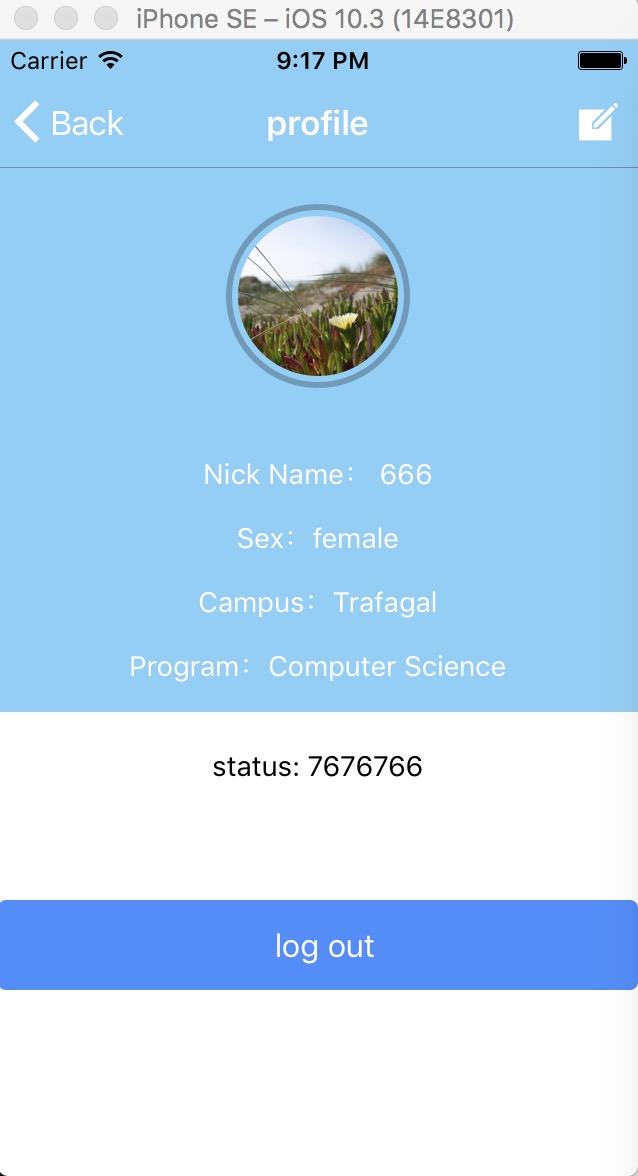 iPhone SE – iOS 10.3 (14E8301)
Carrier 9:17 PM
Back profile
Nick Name： 666
Sex：female
Campus：Trafagal
Program：Computer Science
status: 7676766
log out